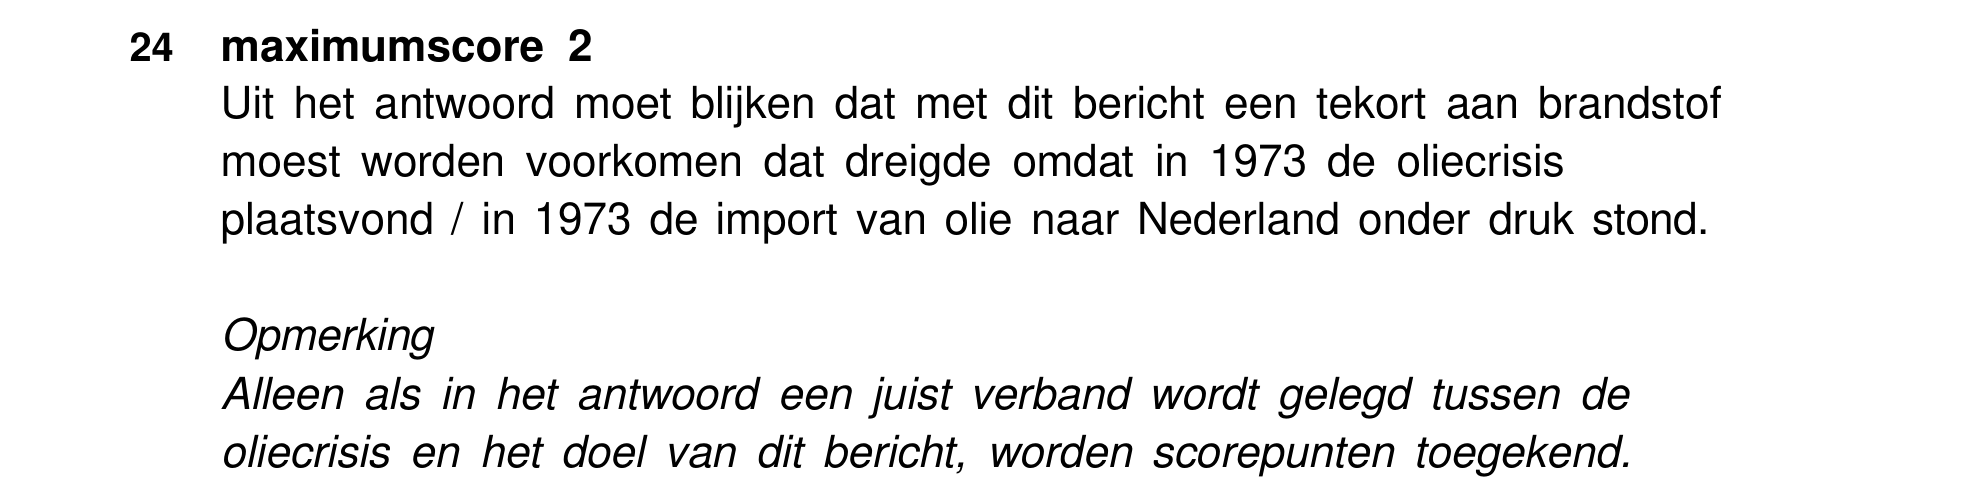 24 maximumscore 2
Uit het antwoord moet blijken dat met dit bericht een tekort aan brandstof
moest worden voorkomen dat dreigde omdat in 1973 de oliecrisis
plaatsvond / in 1973 de import van olie naar Nederland onder druk stond.
Opmerking
Alleen als in het antwoord een juist verband wordt gelegd tussen de
oliecrisis en het doel van dit bericht, worden scorepunten toegekend.